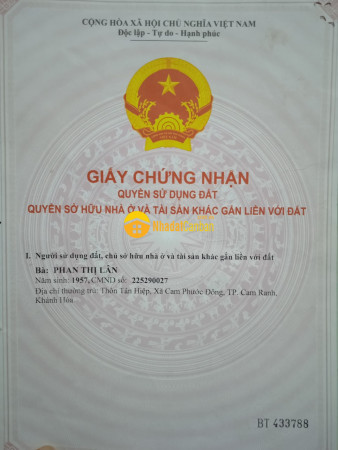 CỘNG HÒA XÃ HỘI CHỦ NGHĨA VIỆT NAM
Độc lập - Tự do - Hạnh phúc
GIẤY CHỨNG NHẬN
QUYỀN SỬ DỤNG ĐẤT
QUYỀN SỞ HỮU NHÀ Ở VÀ TÀI SẢN KHÁC GẮN LIỀN VỚI ĐẤT
I. Người sử dụng đất, chủ sở hữu nhà ở và tài sản khác gắn liền với đất
Bà: PHAN THỊ LÂN
Năm sinh: 1957, CMND số: 225290027
Địa chỉ thường trú: Thôn Tân Hiệp, Xã Cam Phước Đông, TP. Cam Ranh,
Khánh Hòa
BT 433788